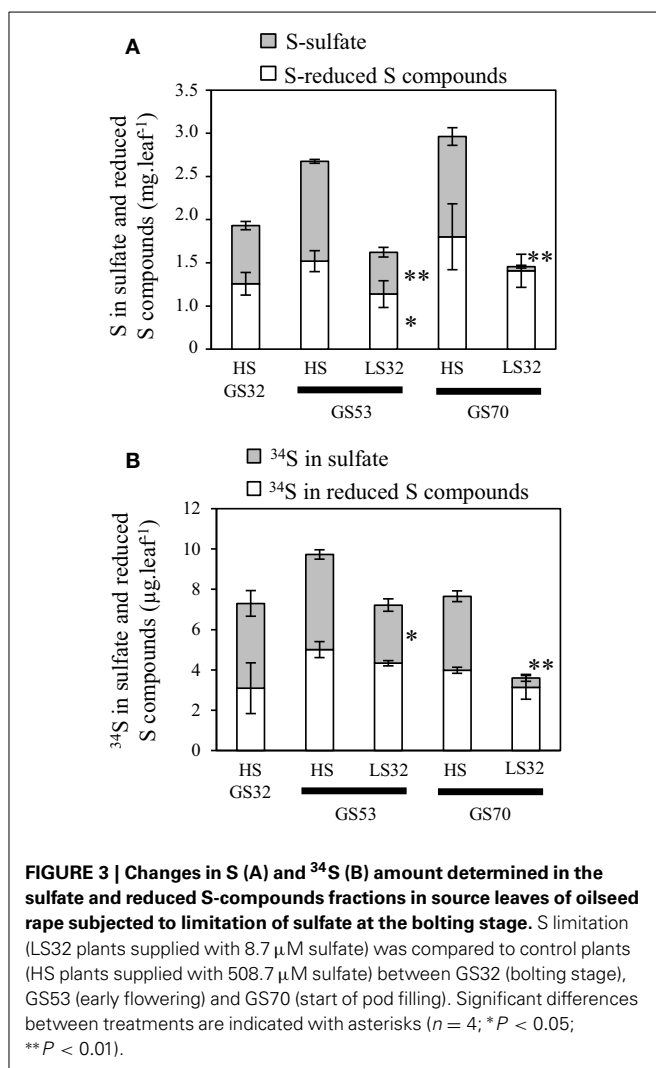 A
S-sulfate
S-reduced S compounds
S in sulfate and reduced
S compounds (mg.leaf⁻¹)
3.5
3.0
2.5
2.0
1.5
1.0
0
**
*
**
HS HS LS32 HS LS32
GS32 GS53 GS70
B
³⁴S in sulfate
³⁴S in reduced S compounds
³⁴S in sulfate and reduced
S compounds (µg.leaf⁻¹)
12
10
8
6
4
2
0
*
**
HS HS LS32 HS LS32
GS32 GS53 GS70
FIGURE 3 | Changes in S (A) and ³⁴S (B) amount determined in the
sulfate and reduced S-compounds fractions in source leaves of oilseed
rape subjected to limitation of sulfate at the bolting stage. S limitation
(LS32 plants supplied with 8.7 µM sulfate) was compared to control plants
(HS plants supplied with 508.7 µM sulfate) between GS32 (bolting stage),
GS53 (early flowering) and GS70 (start of pod filling). Significant differences
between treatments are indicated with asterisks (n = 4; *P < 0.05;
**P < 0.01).